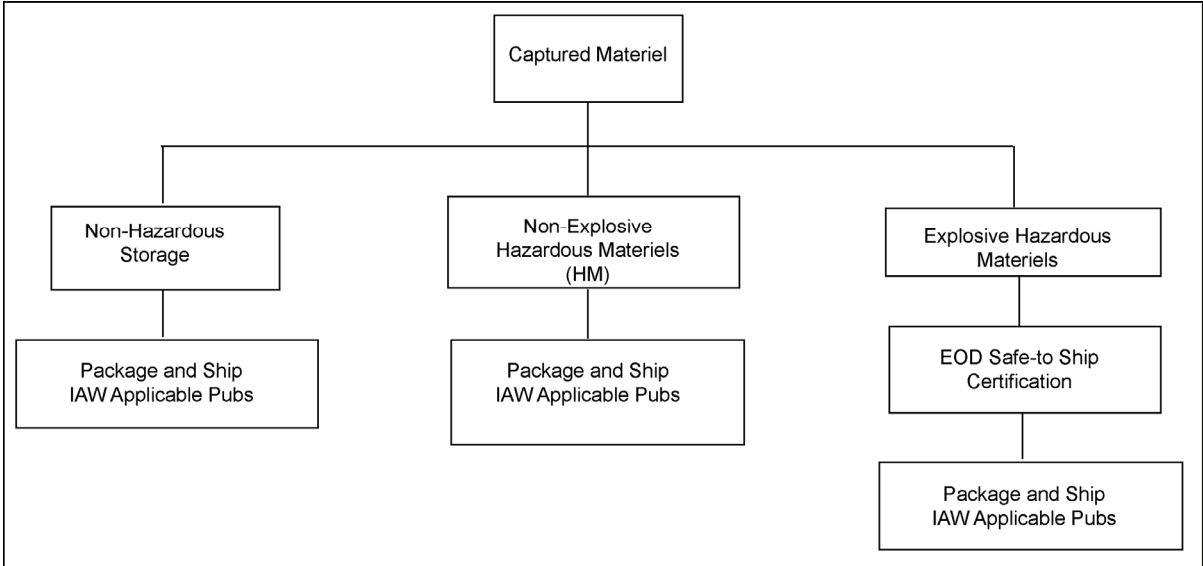 Captured Materiel
Non-Hazardous
Storage
Package and Ship
IAW Applicable Pubs
Non-Explosive
Hazardous Materiels
(HM)
Package and Ship
IAW Applicable Pubs
Explosive Hazardous
Materiels
EOD Safe-to Ship
Certification
Package and Ship
IAW Applicable Pubs